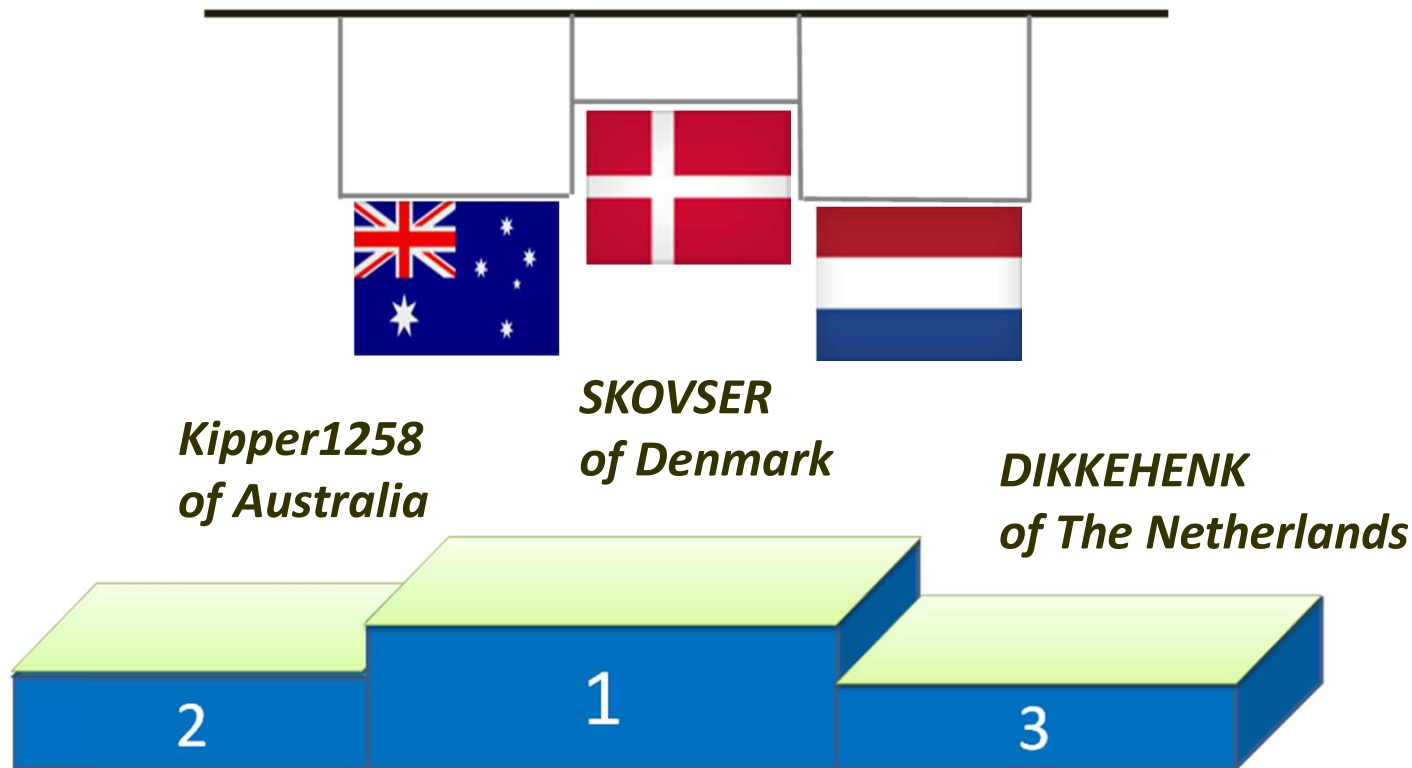 SKOVSER
of Denmark
Kipper1258
of Australia
DIKKEHENK
of The Netherlands
1
2
3